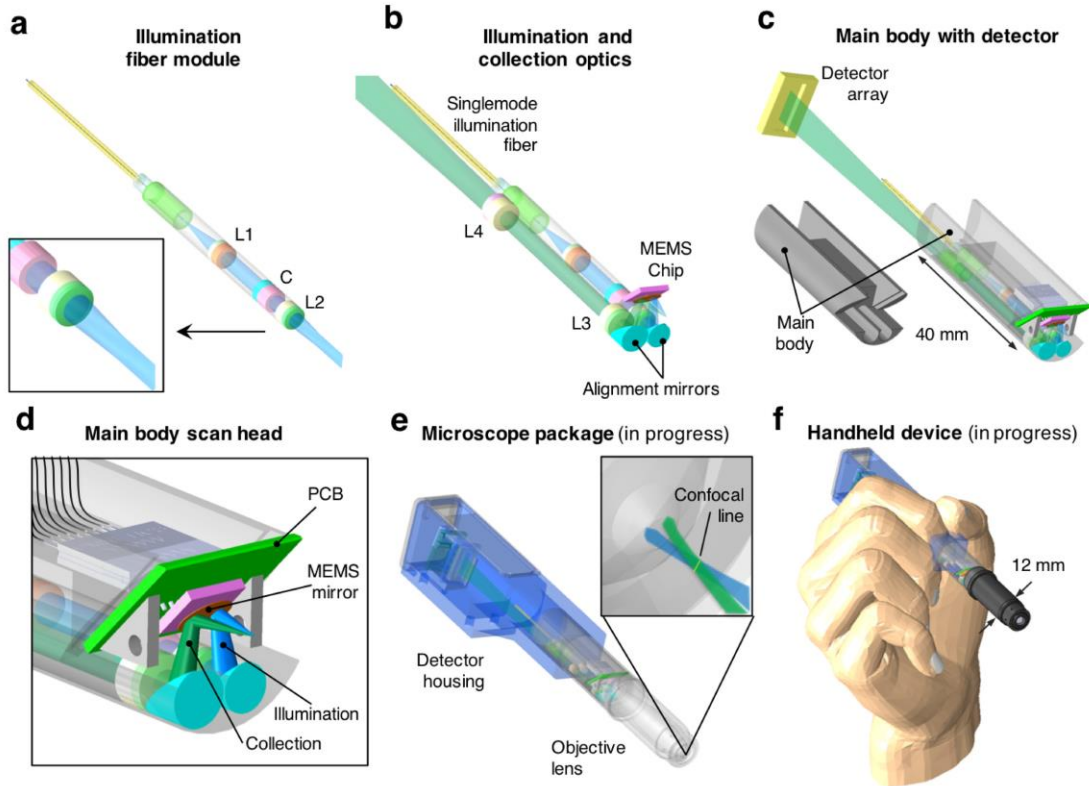 a
Illumination
fiber module
L1
C
L2
b
Illumination and
collection optics
Singlemode
illumination
fiber
L4
MEMS
Chip
L3
Alignment mirrors
c
Main body with detector
Detector
array
Main
body
40 mm
d
Main body scan head
PCB
MEMS
mirror
Illumination
Collection
e
Microscope package (in progress)
Confocal
line
Detector
housing
Objective
lens
f
Handheld device (in progress)
12 mm